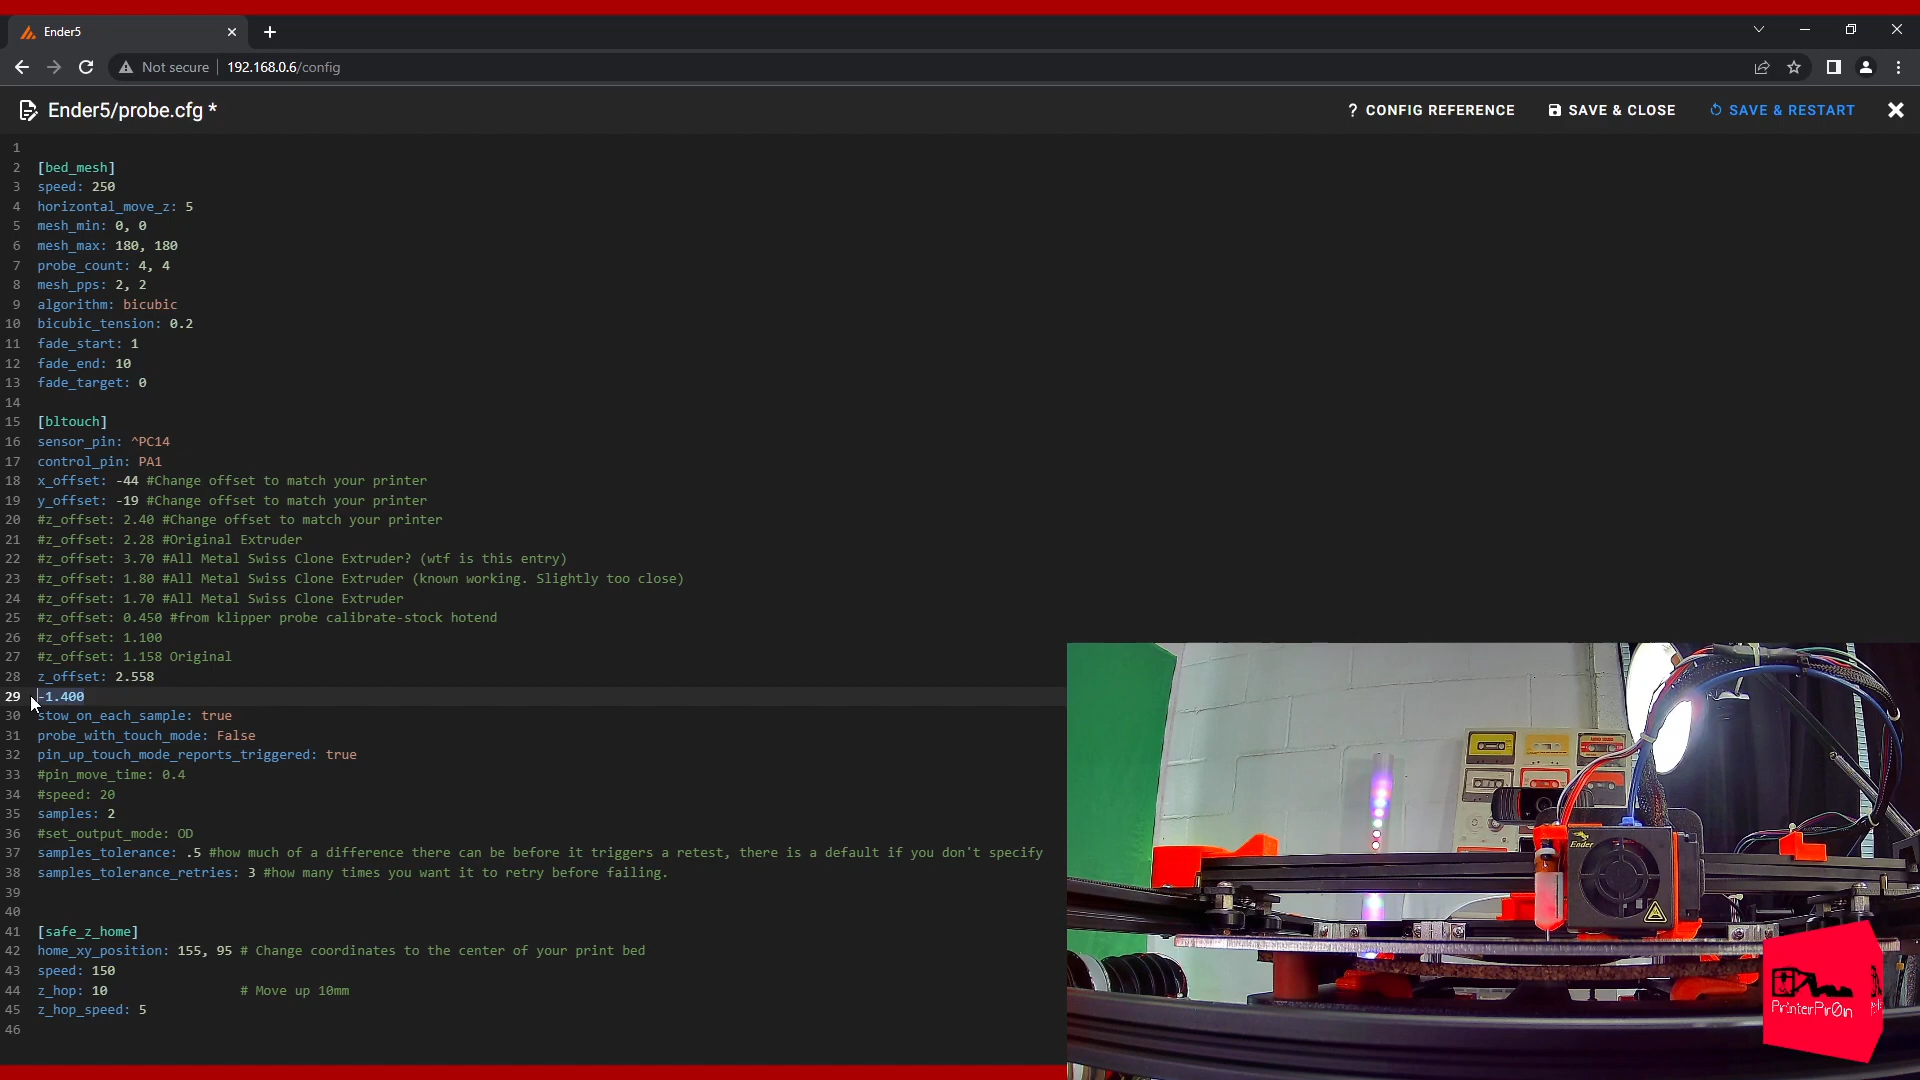 Ender5
Not secure 192.168.0.6/config
Ender5/probe.cfg *
? CONFIG REFERENCE SAVE & CLOSE SAVE & RESTART
1
2 [bed_mesh]
3 speed: 250
4 horizontal_move_z: 5
5 mesh_min: 0, 0
6 mesh_max: 180, 180
7 probe_count: 4, 4
8 mesh_pps: 2, 2
9 algorithm: bicubic
10 bicubic_tension: 0.2
11 fade_start: 1
12 fade_end: 10
13 fade_target: 0
14
15 [bltouch]
16 sensor_pin: ^PC14
17 control_pin: PA1
18 x_offset: -44 #Change offset to match your printer
19 y_offset: -19 #Change offset to match your printer
20 #z_offset: 2.40 #Change offset to match your printer
21 #z_offset: 2.28 #Original Extruder
22 #z_offset: 3.70 #All Metal Swiss Clone Extruder? (wtf is this entry)
23 #z_offset: 1.80 #All Metal Swiss Clone Extruder (known working. Slightly too close)
24 #z_offset: 1.70 #All Metal Swiss Clone Extruder
25 #z_offset: 0.450 #from klipper probe calibrate-stock hotend
26 #z_offset: 1.100
27 #z_offset: 1.158 Original
28 z_offset: 2.558
29 -1.400
30 stow_on_each_sample: true
31 probe_with_touch_mode: False
32 pin_up_touch_mode_reports_triggered: true
33 #pin_move_time: 0.4
34 #speed: 20
35 samples: 2
36 #set_output_mode: OD
37 samples_tolerance: .5 #how much of a difference there can be before it triggers a retest, there is a default if you don't specify
38 samples_tolerance_retries: 3 #how many times you want it to retry before failing.
39
40
41 [safe_z_home]
42 home_xy_position: 155, 95 # Change coordinates to the center of your print bed
43 speed: 150
44 z_hop: 10 # Move up 10mm
45 z_hop_speed: 5
46
Ender
PrinterPr0n